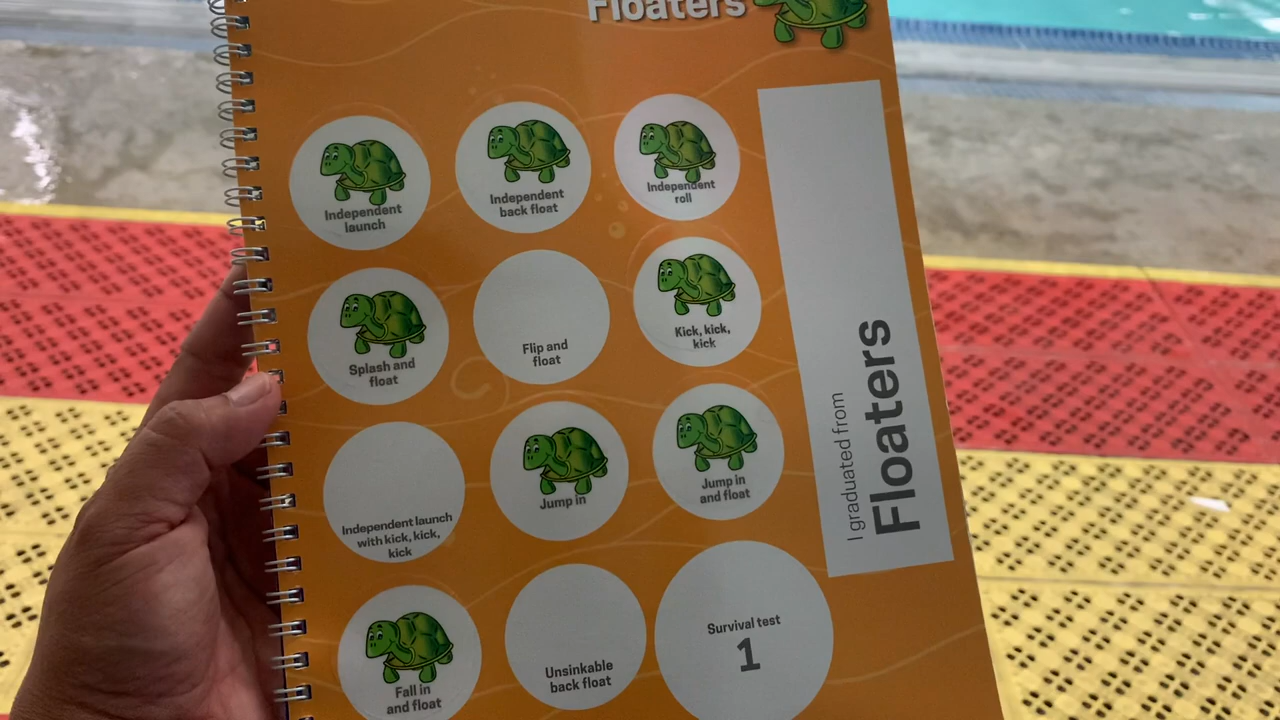 Floaters
Independent
launch
Independent
back float
Independent
roll
Splash and
float
Flip and
float
Kick, kick,
kick
Independent launch
with kick, kick,
kick
Jump in
Jump in
and float
Fall in
and float
Unsinkable
back float
Survival test
1
I graduated from
Floaters